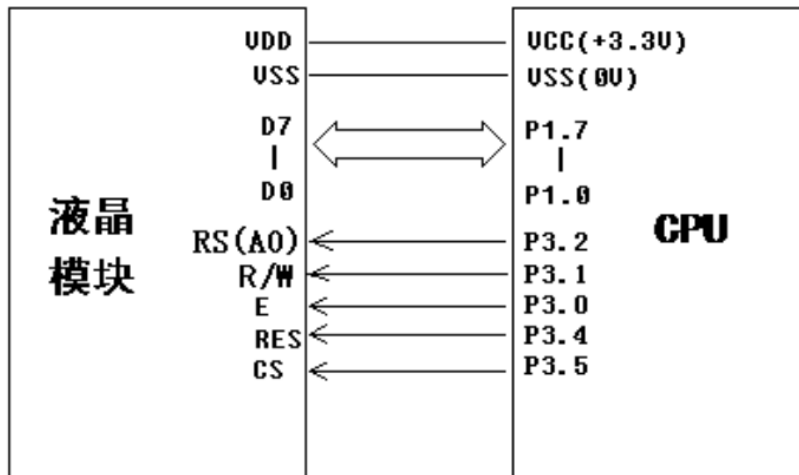 VDD VCC(+3.3V)
VSS VSS(0V)
D7 P1.7
D0 P1.0
液晶
模块
CPU
RS(A0) P3.2
R/W P3.1
E P3.0
RES P3.4
CS P3.5